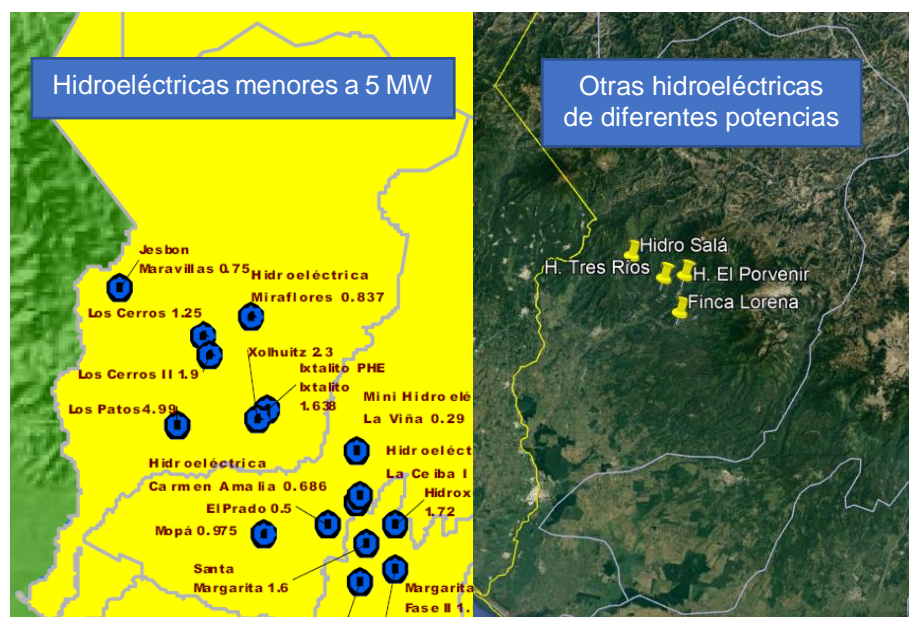 Hidroeléctricas menores a 5 MW
Otras hidroeléctricas
de diferentes potencias
Jesbon
Maravillas 0.75
Hidroeléctrica
Miraflores 0.837
Los Cerros 1.25
Los Cerros II 1.9
Xolhuitz 2.3
Ixtalito PHE
Ixtalito
1.638
Los Patos 4.99
Mini Hidroelé
La Viña 0.29
Hidroeléctrica
Carmen Amalia 0.686
Hidroeléct
La Ceiba I
El Prado 0.5
Hidrox
1.72
Mopá 0.975
Santa
Margarita 1.6
Margarita
Fase II 1.
Hidro Salá
H. Tres Ríos
H. El Porvenir
Finca Lorena